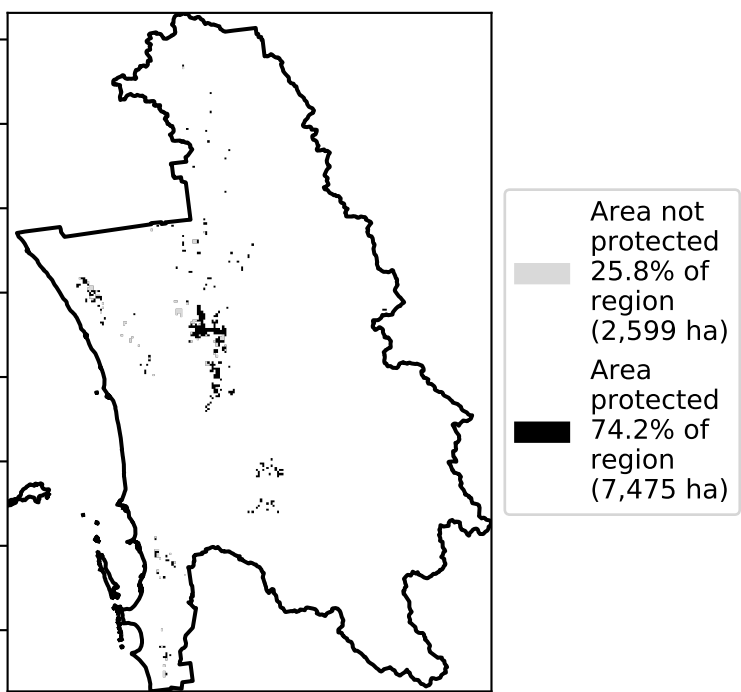 Area not
protected
25.8% of
region
(2,599 ha)
Area
protected
74.2% of
region
(7,475 ha)